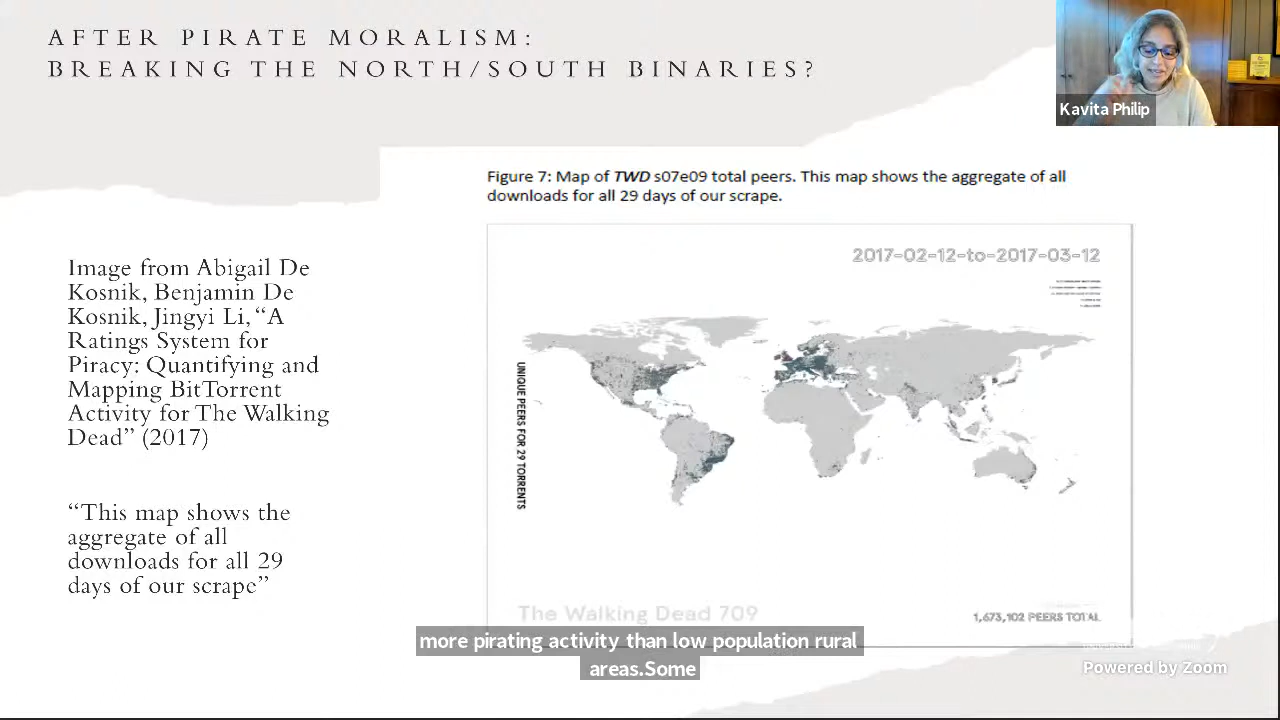 AFTER PIRATE MORALISM:
BREAKING THE NORTH/SOUTH BINARIES?
Kavita Philip
Figure 7: Map of TWD s07e09 total peers. This map shows the aggregate of all
downloads for all 29 days of our scrape.
2017-02-12-to-2017-03-12
UNIQUE PEERS FOR 29 TORRENTS
Image from Abigail De
Kosnik, Benjamin De
Kosnik, Jingyi Li, “A
Ratings System for
Piracy: Quantifying and
Mapping BitTorrent
Activity for The Walking
Dead” (2017)
“This map shows the
aggregate of all
downloads for all 29
days of our scrape”
The Walking Dead 709
1,673,102 PEERS TOTAL
more pirating activity than low population rural
areas.Some
Powered by Zoom